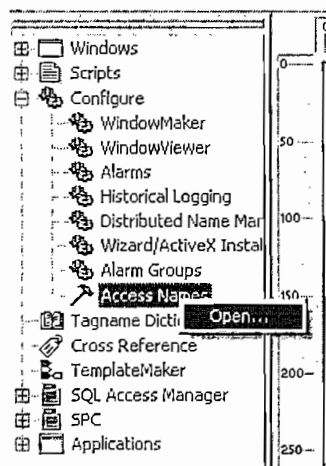 Windows
Scripts
Configure
WindowMaker
WindowViewer
Alarms
Historical Logging
Distributed Name Mar
Wizard/ActiveX Instal
Alarm Groups
Access Names
Open...
Tagname Dicti
Cross Reference
TemplateMaker
SQL Access Manager
SPC
Applications
0
50
100
150
200
250